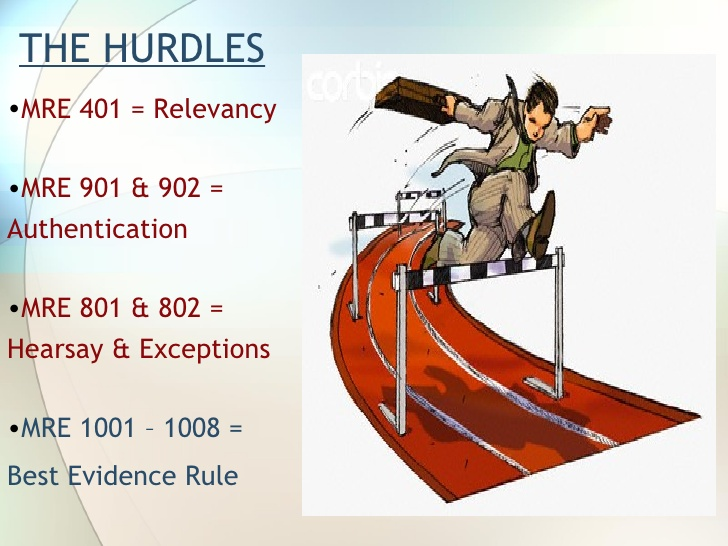 THE HURDLES
•MRE 401 = Relevancy
•MRE 901 & 902 =
Authentication
•MRE 801 & 802 =
Hearsay & Exceptions
•MRE 1001 – 1008 =
Best Evidence Rule
corbis